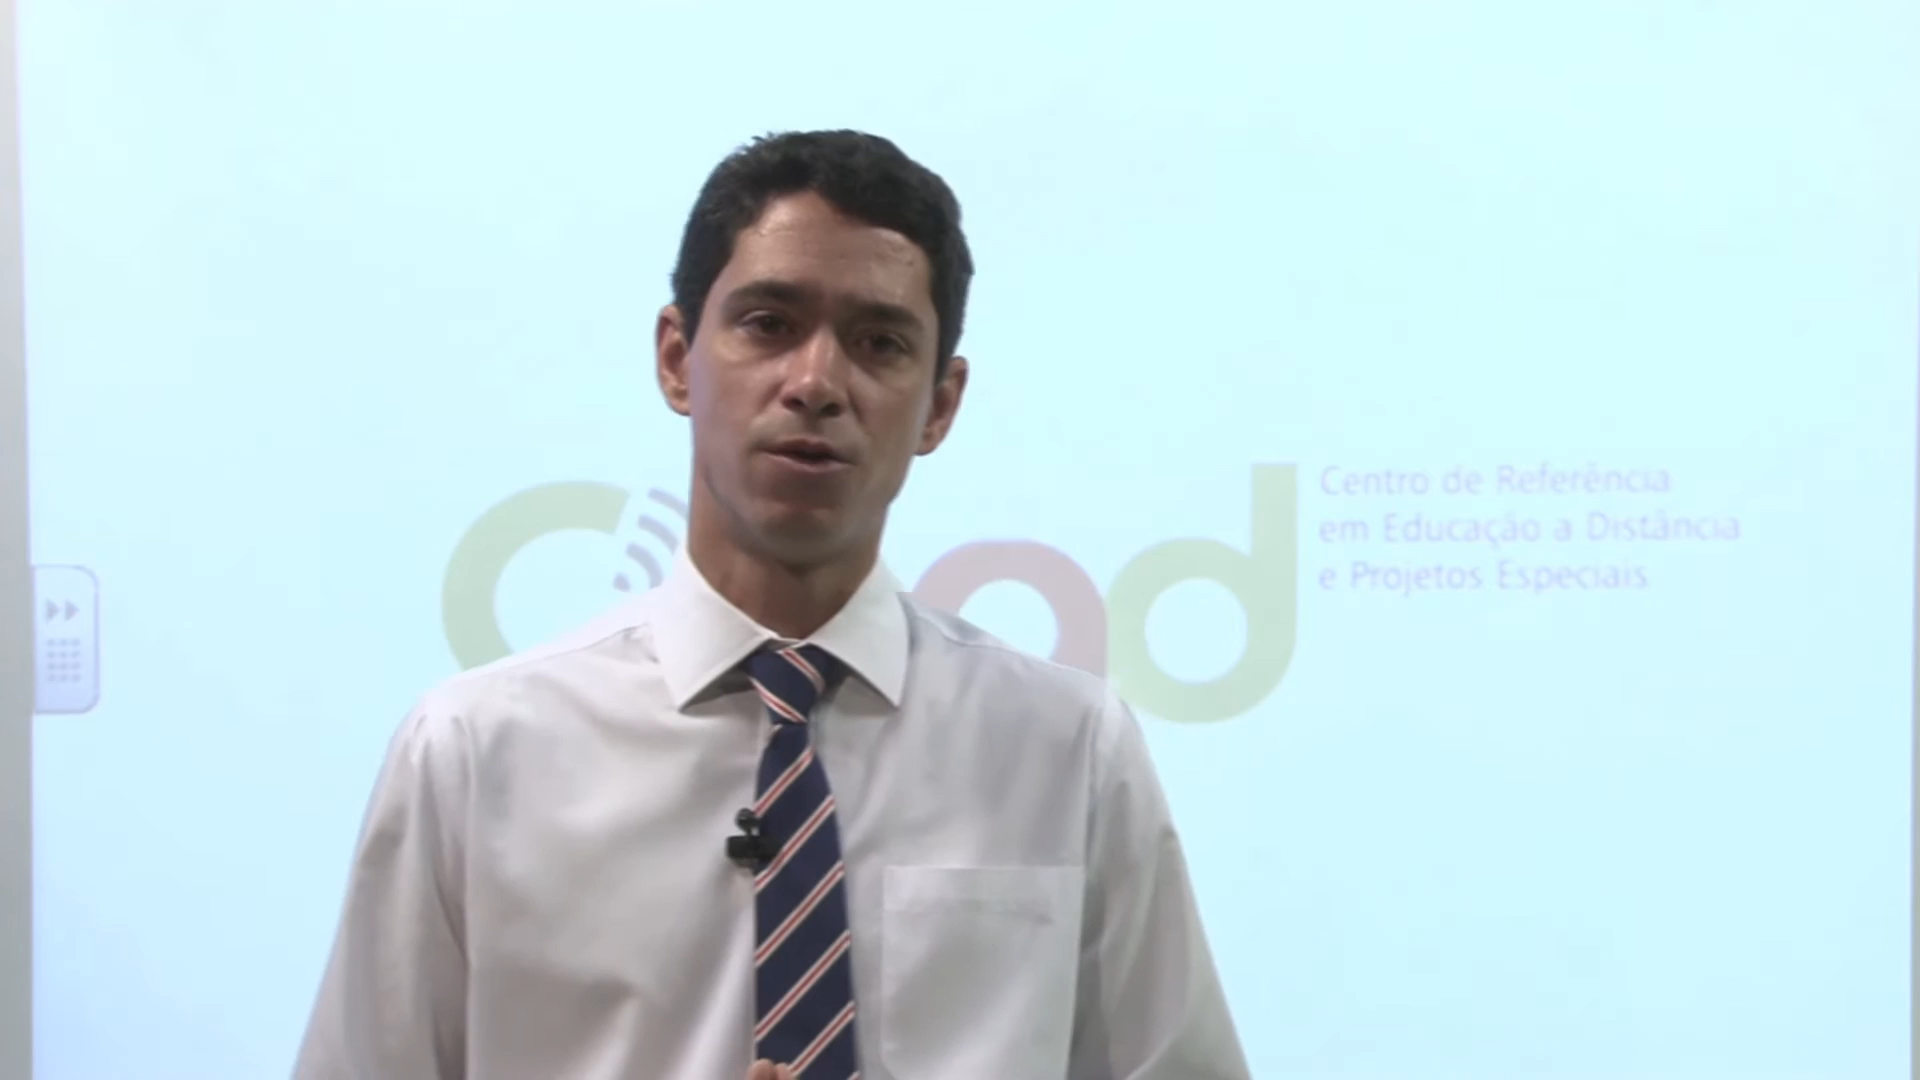 Centro de Referência
em Educação a Distância
e Projetos Especiais